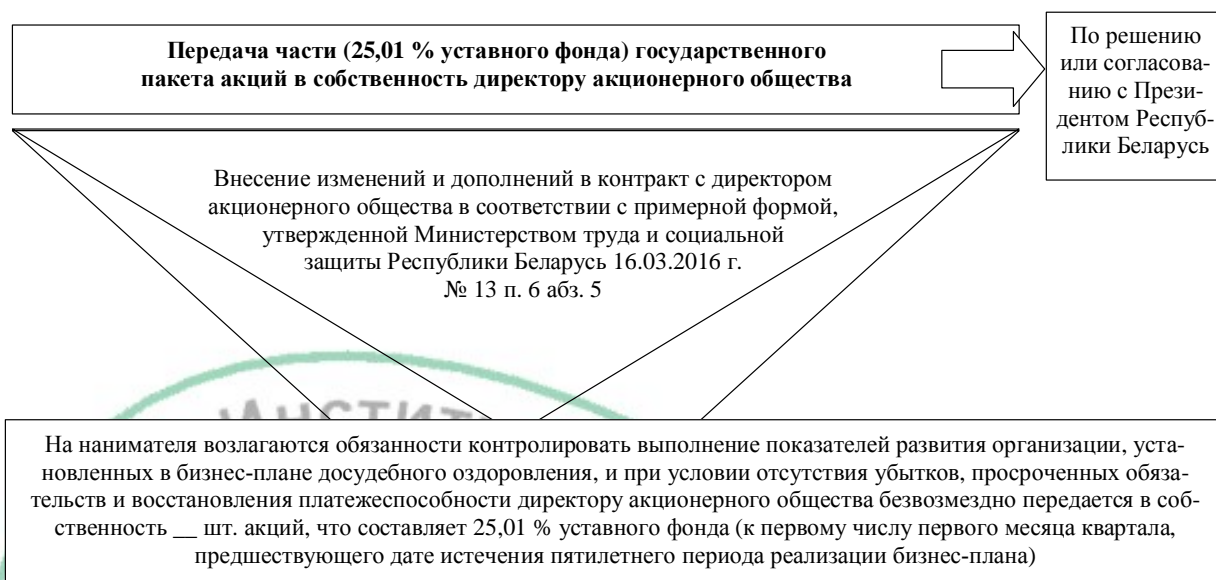 Передача части (25,01 % уставного фонда) государственного
пакета акций в собственность директору акционерного общества
По решению
или согласова-
нию с Прези-
дентом Респуб-
лики Беларусь
Внесение изменений и дополнений в контракт с директором
акционерного общества в соответствии с примерной формой,
утвержденной Министерством труда и социальной
защиты Республики Беларусь 16.03.2016 г.
№ 13 п. 6 абз. 5
На нанимателя возлагаются обязанности контролировать выполнение показателей развития организации, уста-
новленных в бизнес-плане досудебного оздоровления, и при условии отсутствия убытков, просроченных обяза-
тельств и восстановления платежеспособности директору акционерного общества безвозмездно передается в соб-
ственность __ шт. акций, что составляет 25,01 % уставного фонда (к первому числу первого месяца квартала,
предшествующего дате истечения пятилетнего периода реализации бизнес-плана)